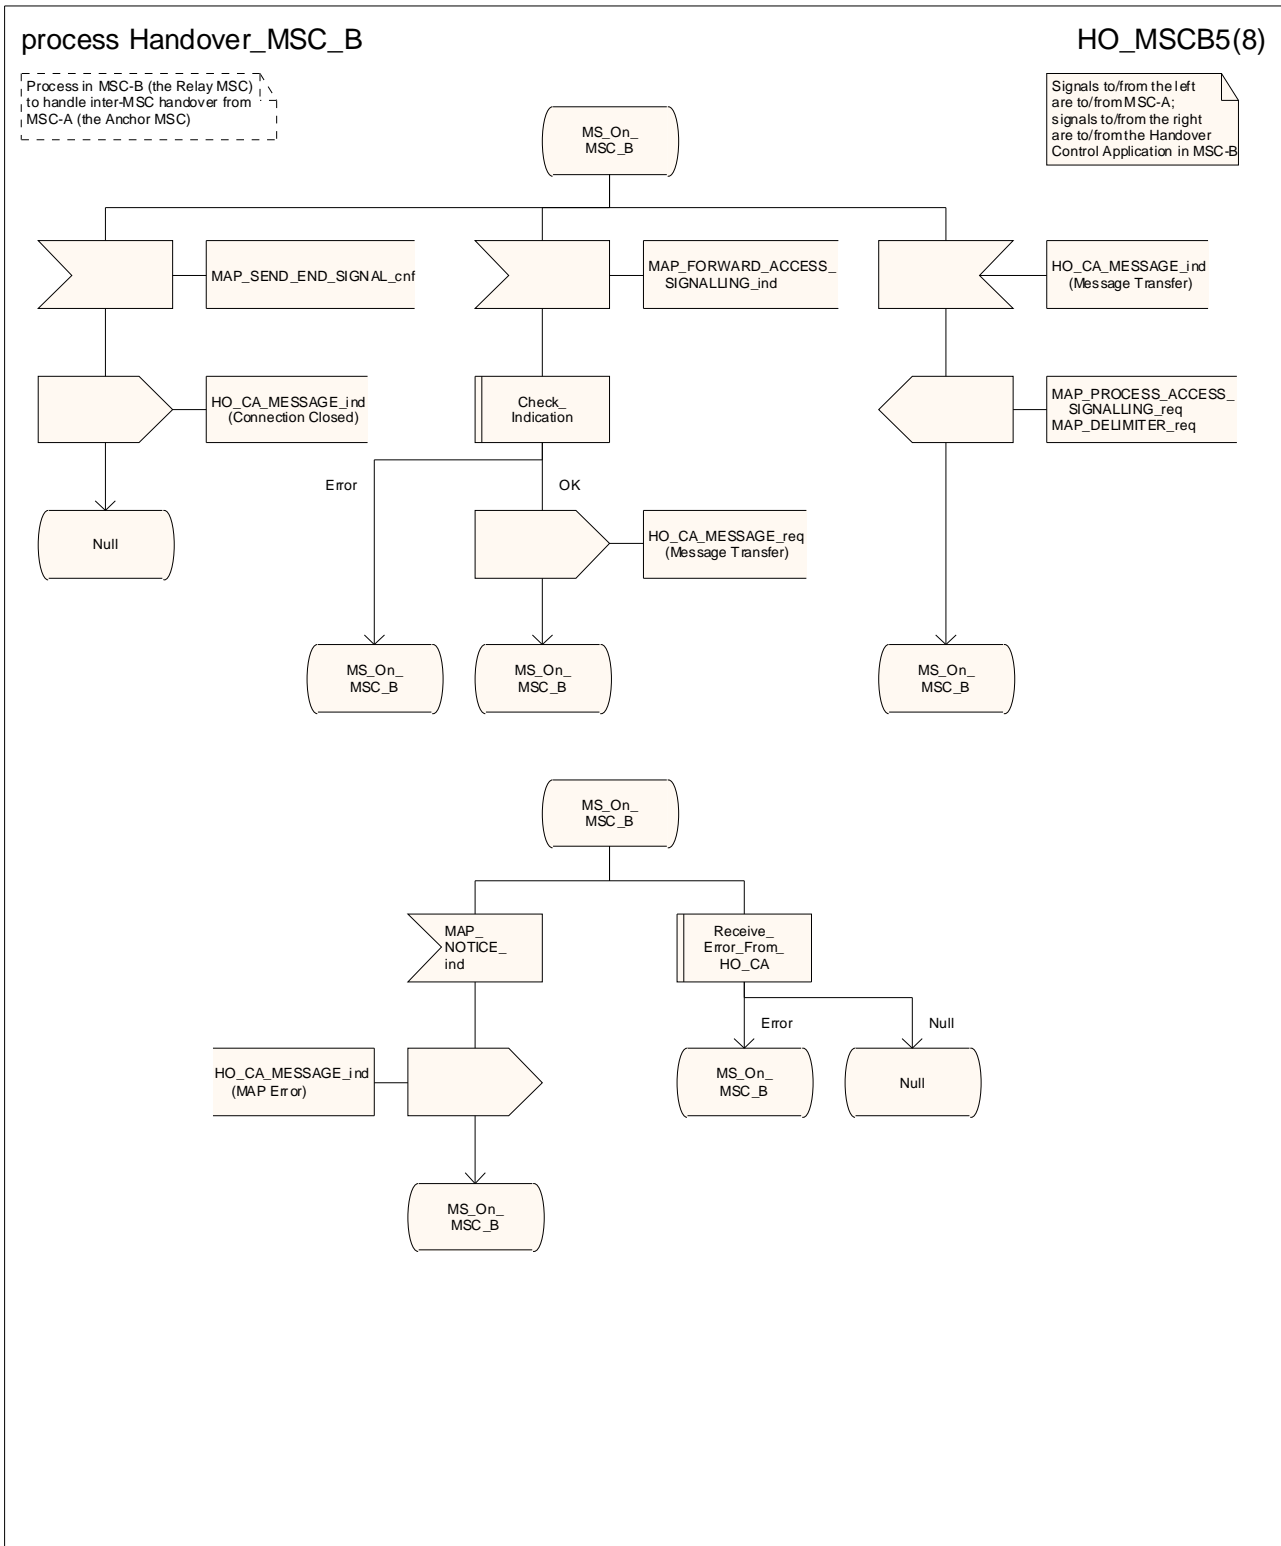 process Handover_MSC_B
HO_MSCB5(8)
Process in MSC-B (the Relay MSC)
to handle inter-MSC handover from
MSC-A (the Anchor MSC)
Signals to/from the left
are to/from MSC-A;
signals to/from the right
are to/from the Handover
Control Application in MSC-B
MS_On_
MSC_B
MAP_SEND_END_SIGNAL_cnf
MAP_FORWARD_ACCESS_
SIGNALLING_ind
HO_CA_MESSAGE_ind
(Message Transfer)
HO_CA_MESSAGE_ind
(Connection Closed)
Check_
Indication
MAP_PROCESS_ACCESS_
SIGNALLING_req
MAP_DELIMITER_req
Error
OK
Null
HO_CA_MESSAGE_req
(Message Transfer)
MS_On_
MSC_B
MS_On_
MSC_B
MS_On_
MSC_B
MS_On_
MSC_B
MAP_
NOTICE_
ind
Receive_
Error_From_
HO_CA
Error
Null
HO_CA_MESSAGE_ind
(MAP Error)
MS_On_
MSC_B
Null
MS_On_
MSC_B